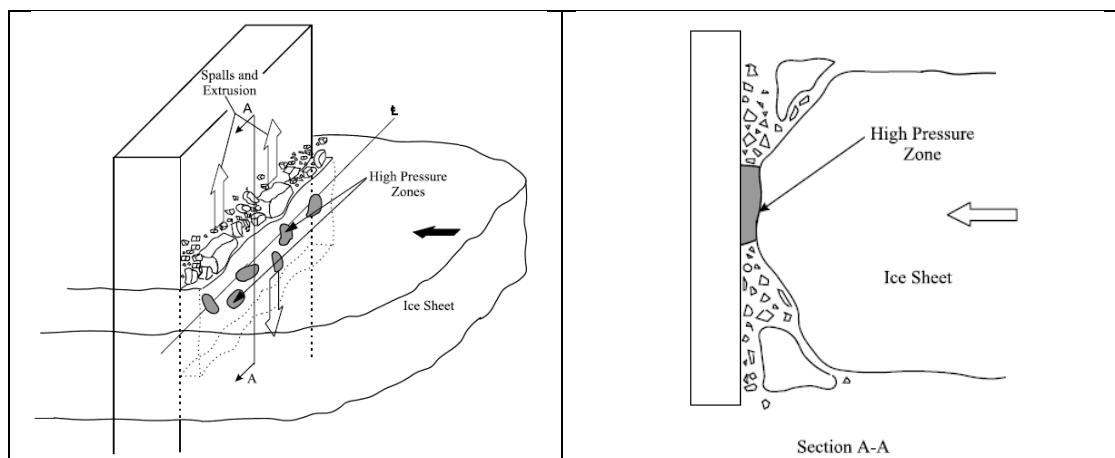 Spalls and
Extrusion
A
℄
High Pressure
Zones
Ice Sheet
A
High Pressure
Zone
Ice Sheet
Section A-A